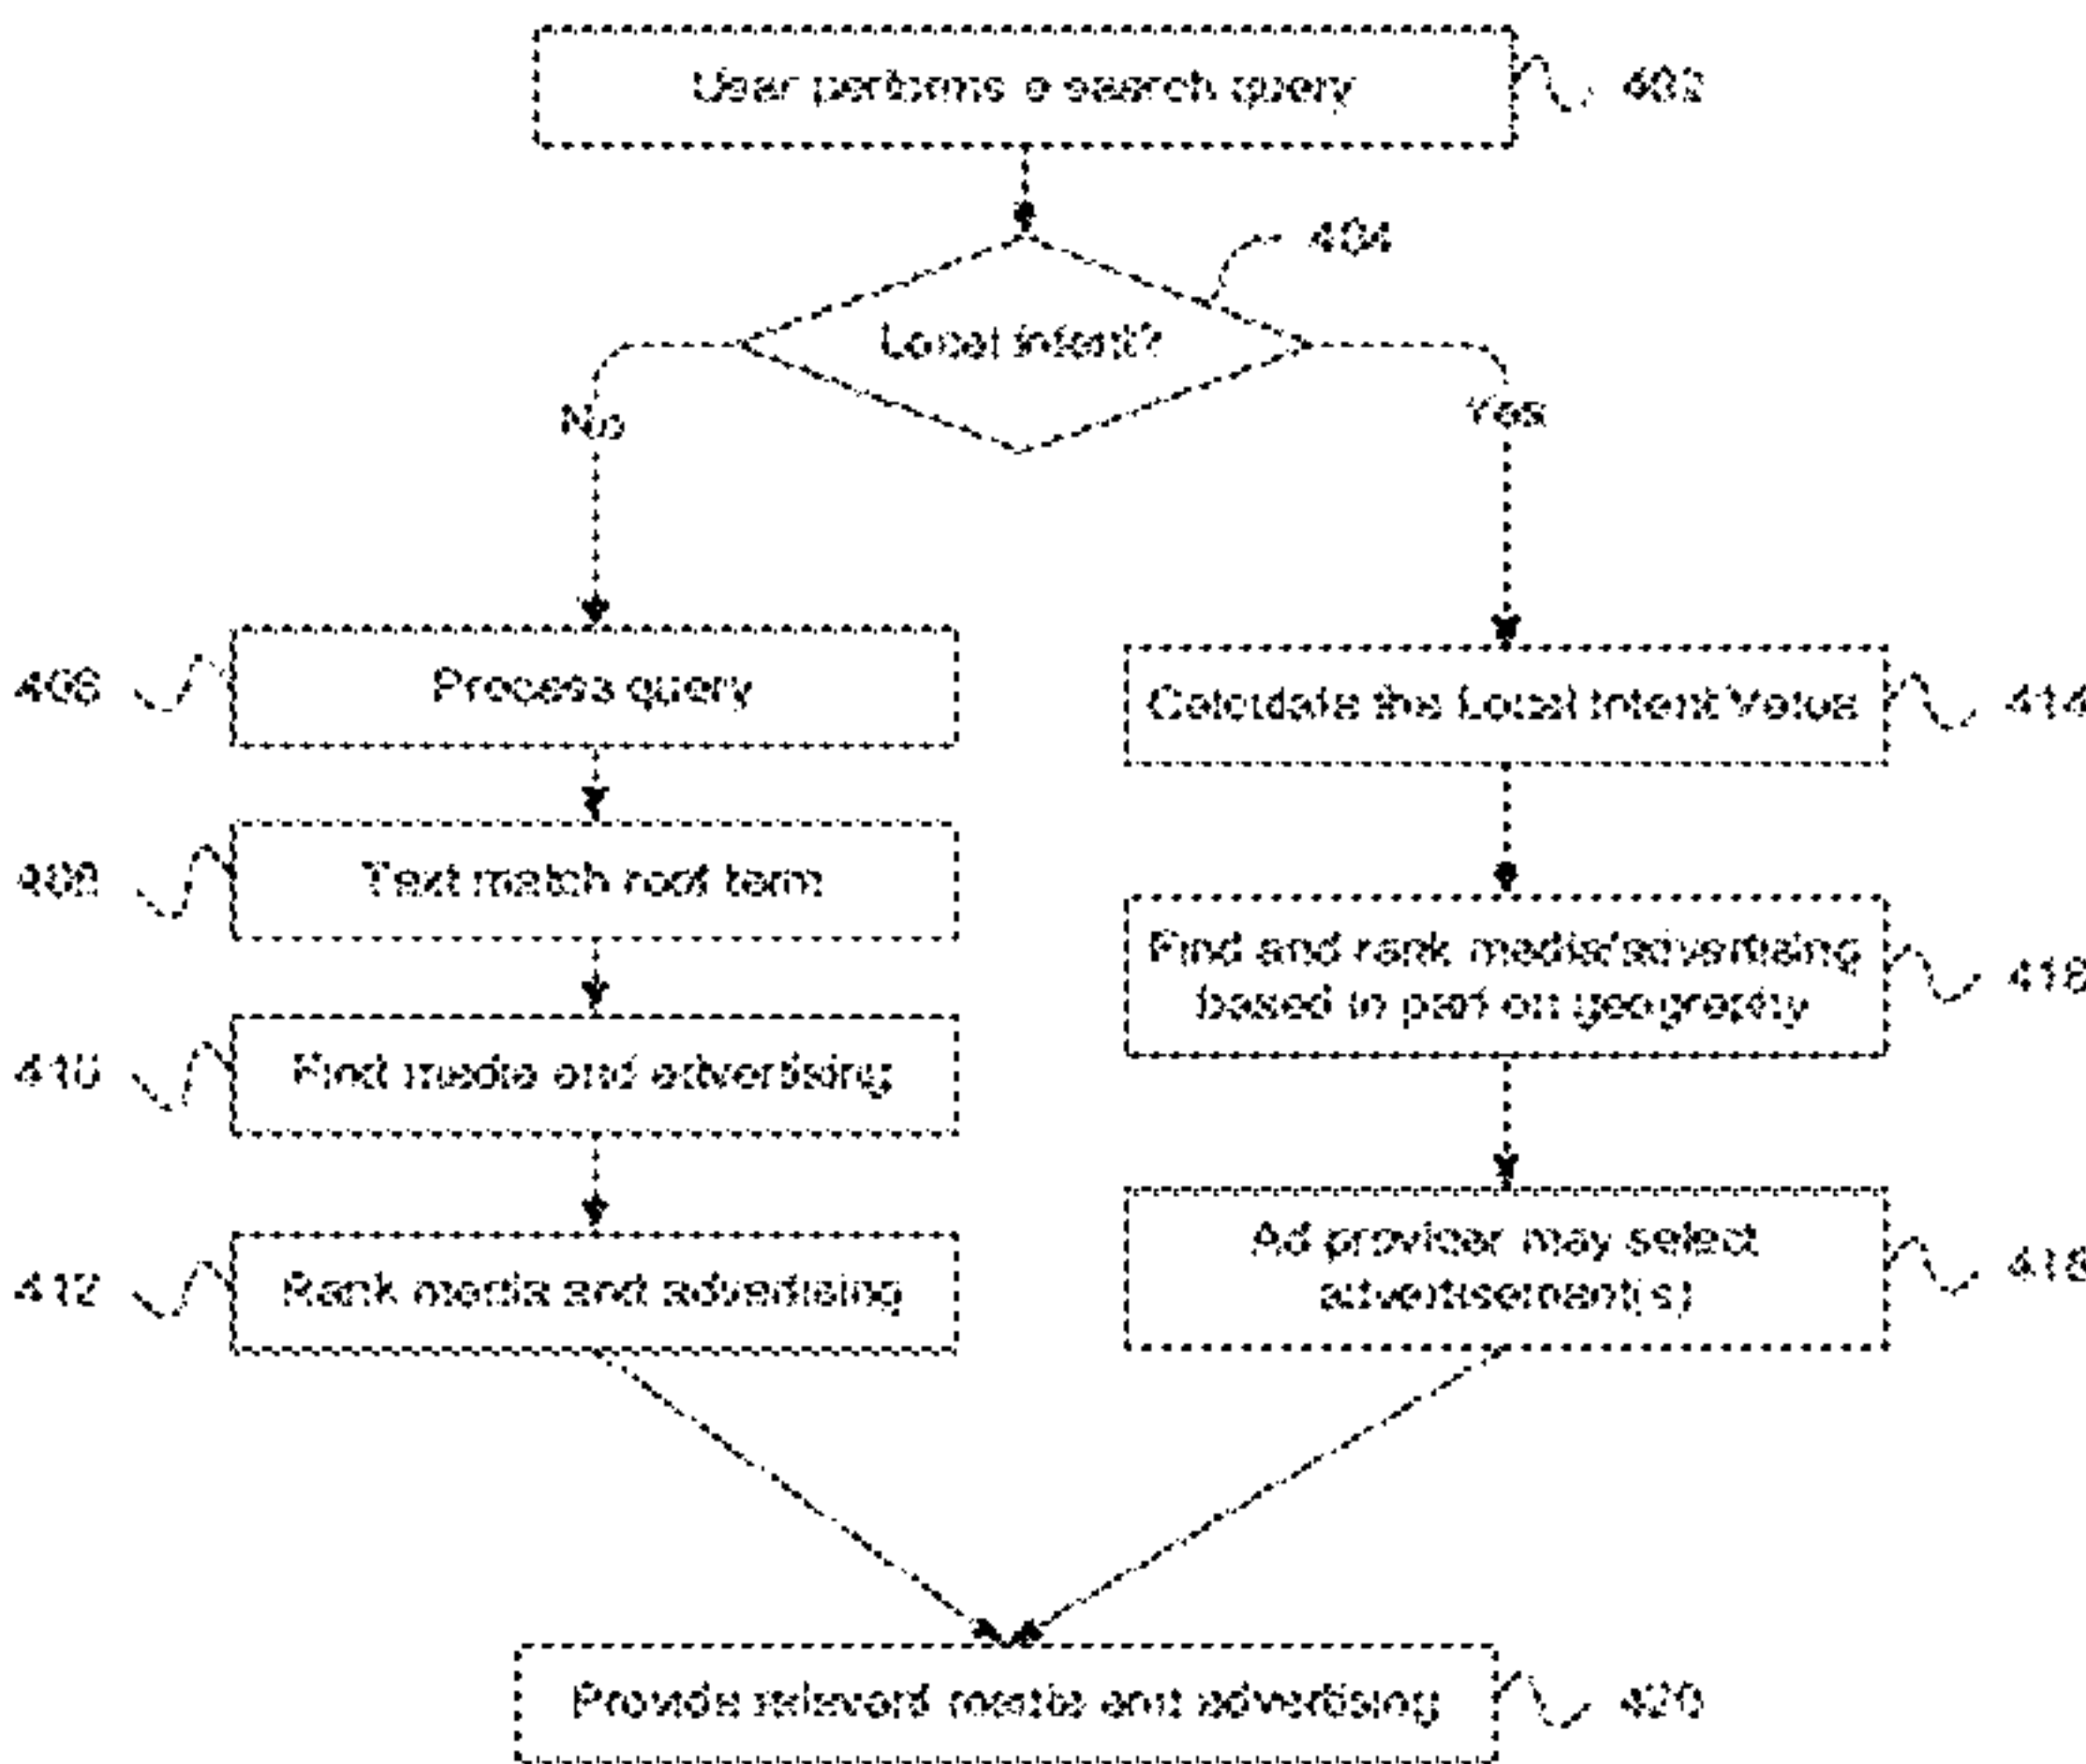 User performs a search query
402
404
Local intent?
No
Yes
406
Process query
Calculate the Local Intent Value
414
408
Text match root term
Find and rank media/advertising
based in part on geography
416
410
Find media and advertising
Ad provider may select
advertisement(s)
418
412
Rank media and advertising
Provide relevant media and advertising
420